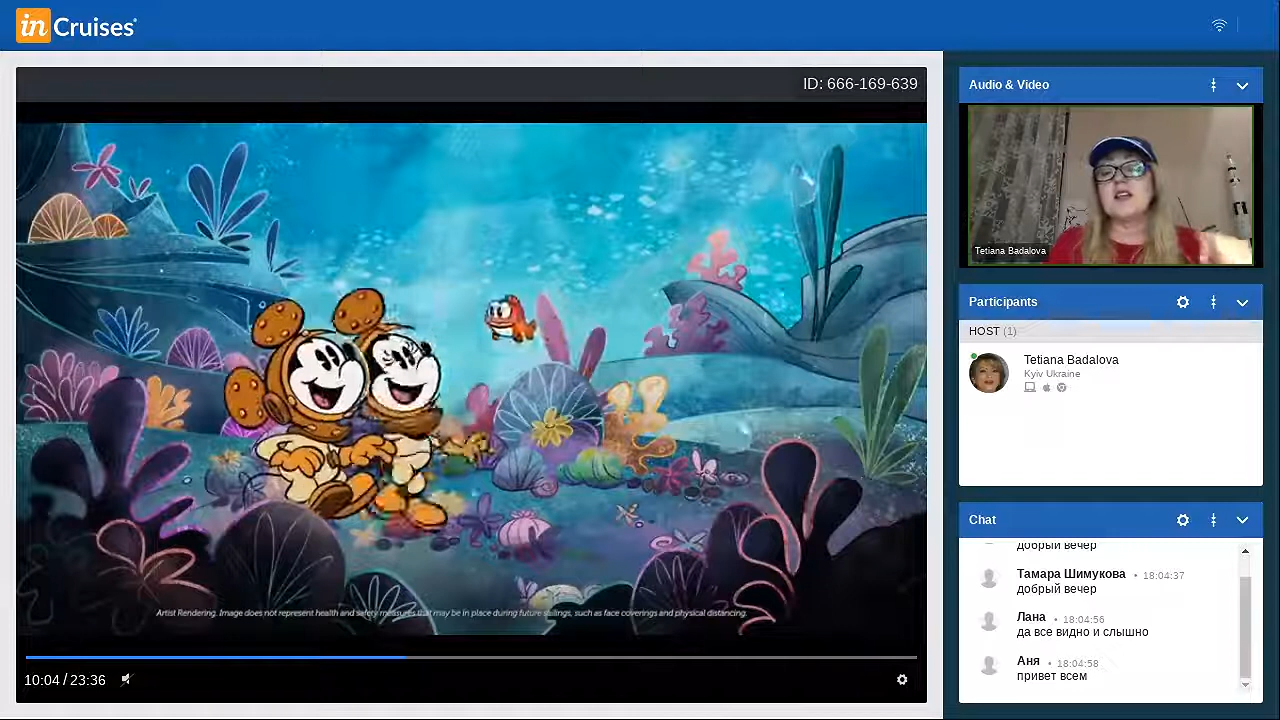 in Cruises
ID: 666-169-639
Artist Rendering. Image does not represent health and safety measures that may be in place during future sailings, such as face coverings and physical distancing.
10:04 / 23:36
Audio & Video
Tetiana Badalova
Participants
HOST (1)
Tetiana Badalova
Kyiv Ukraine
Chat
добрый вечер
Тамара Шимукова • 18:04:37
добрый вечер
Лана • 18:04:56
да все видно и слышно
Аня • 18:04:58
привет всем